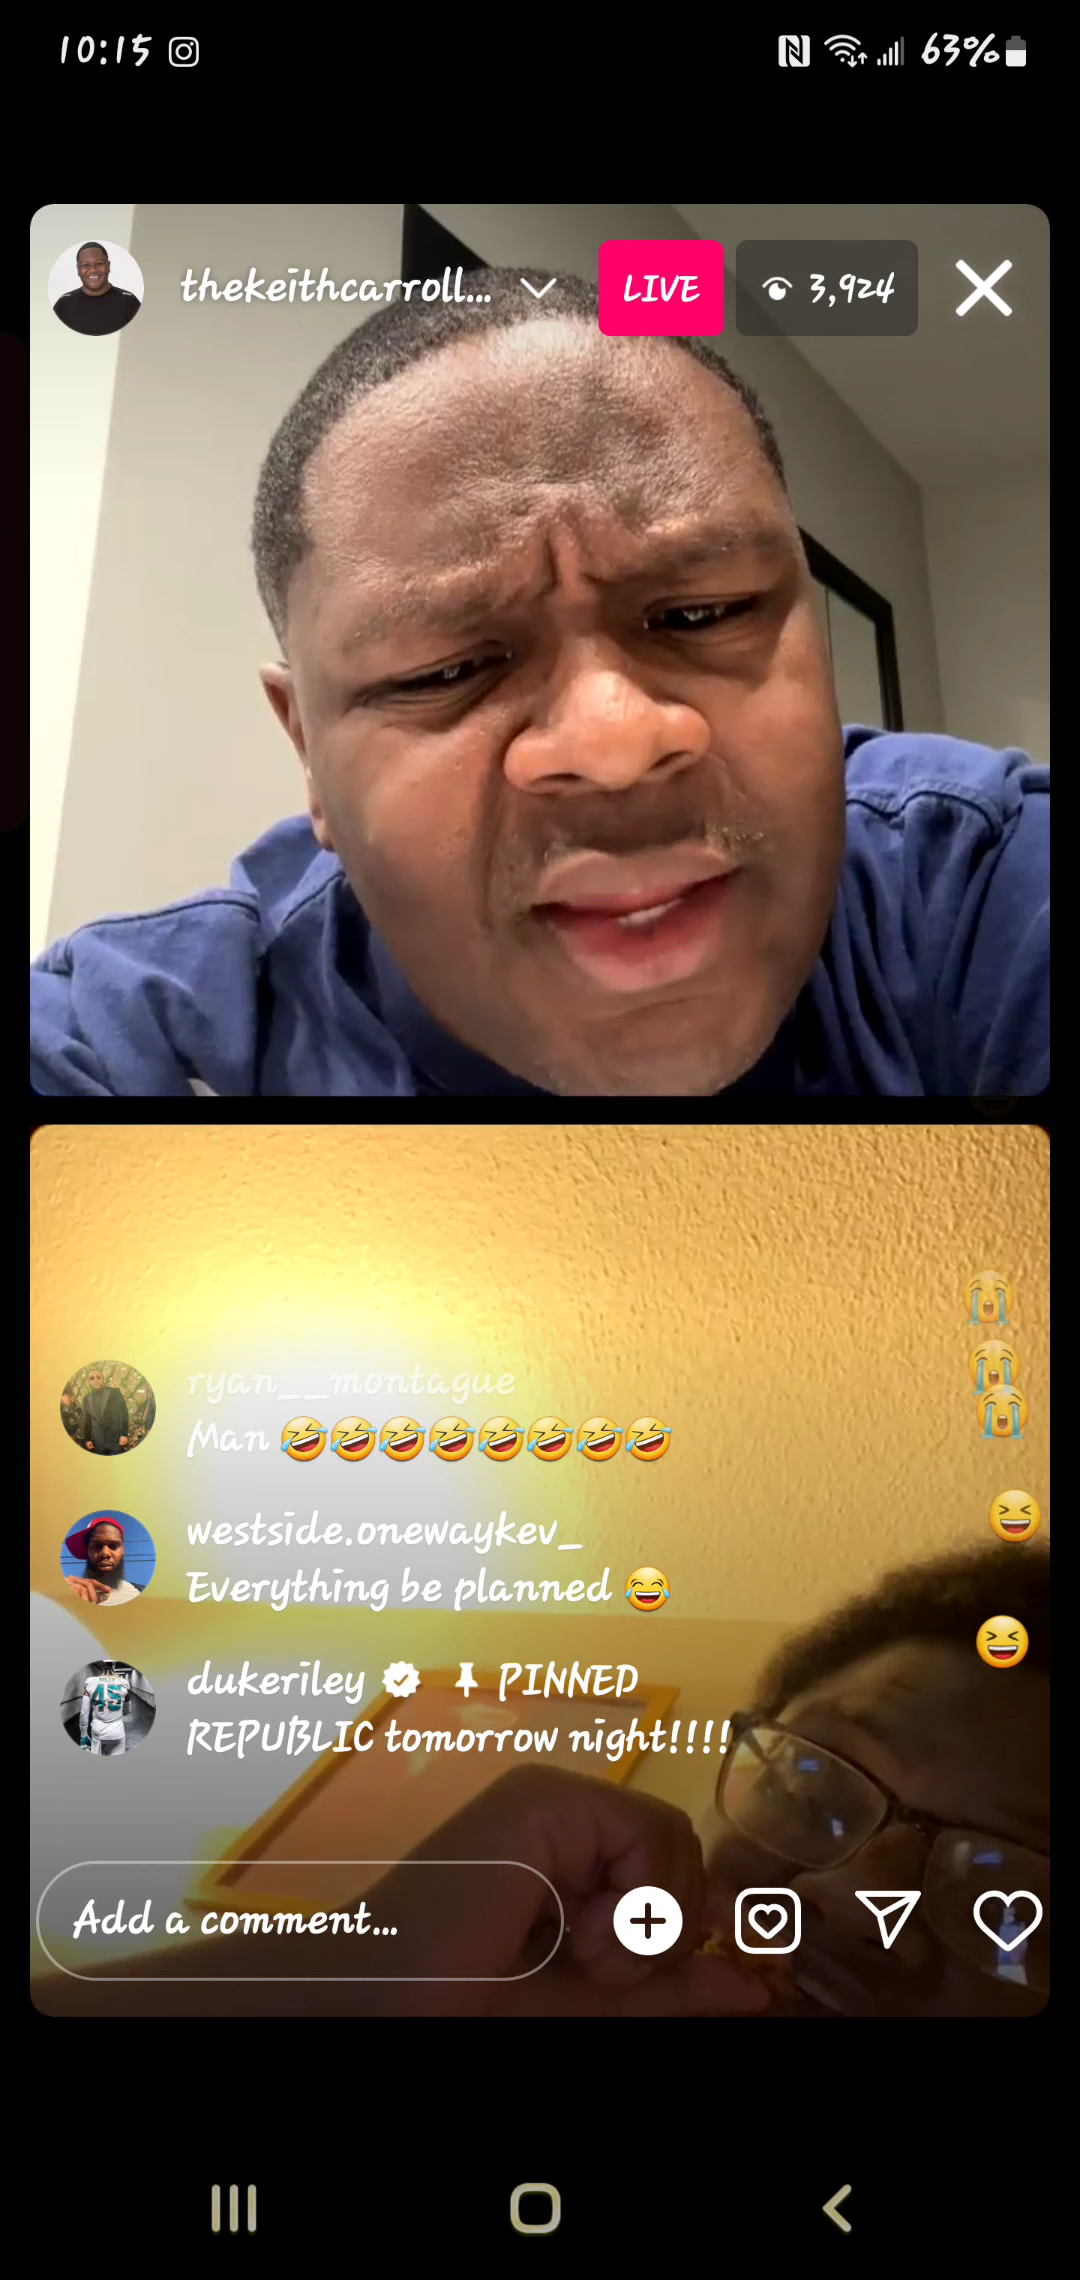 10:15 63%
thekeithcarroll... LIVE 3,924
ryan__montague
Man 🤣🤣🤣🤣🤣🤣🤣🤣
westside.onewaykev_
Everything be planned 😂
dukeriley PINNED
REPUBLIC tomorrow night!!!!
Add a comment...